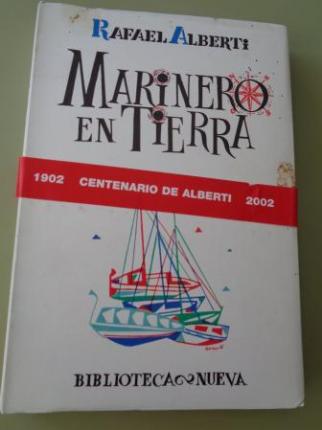 RAFAEL ALBERTI
MARINERO
EN TIERRA
1902 CENTENARIO DE ALBERTI 2002
BIBLIOTECA NUEVA